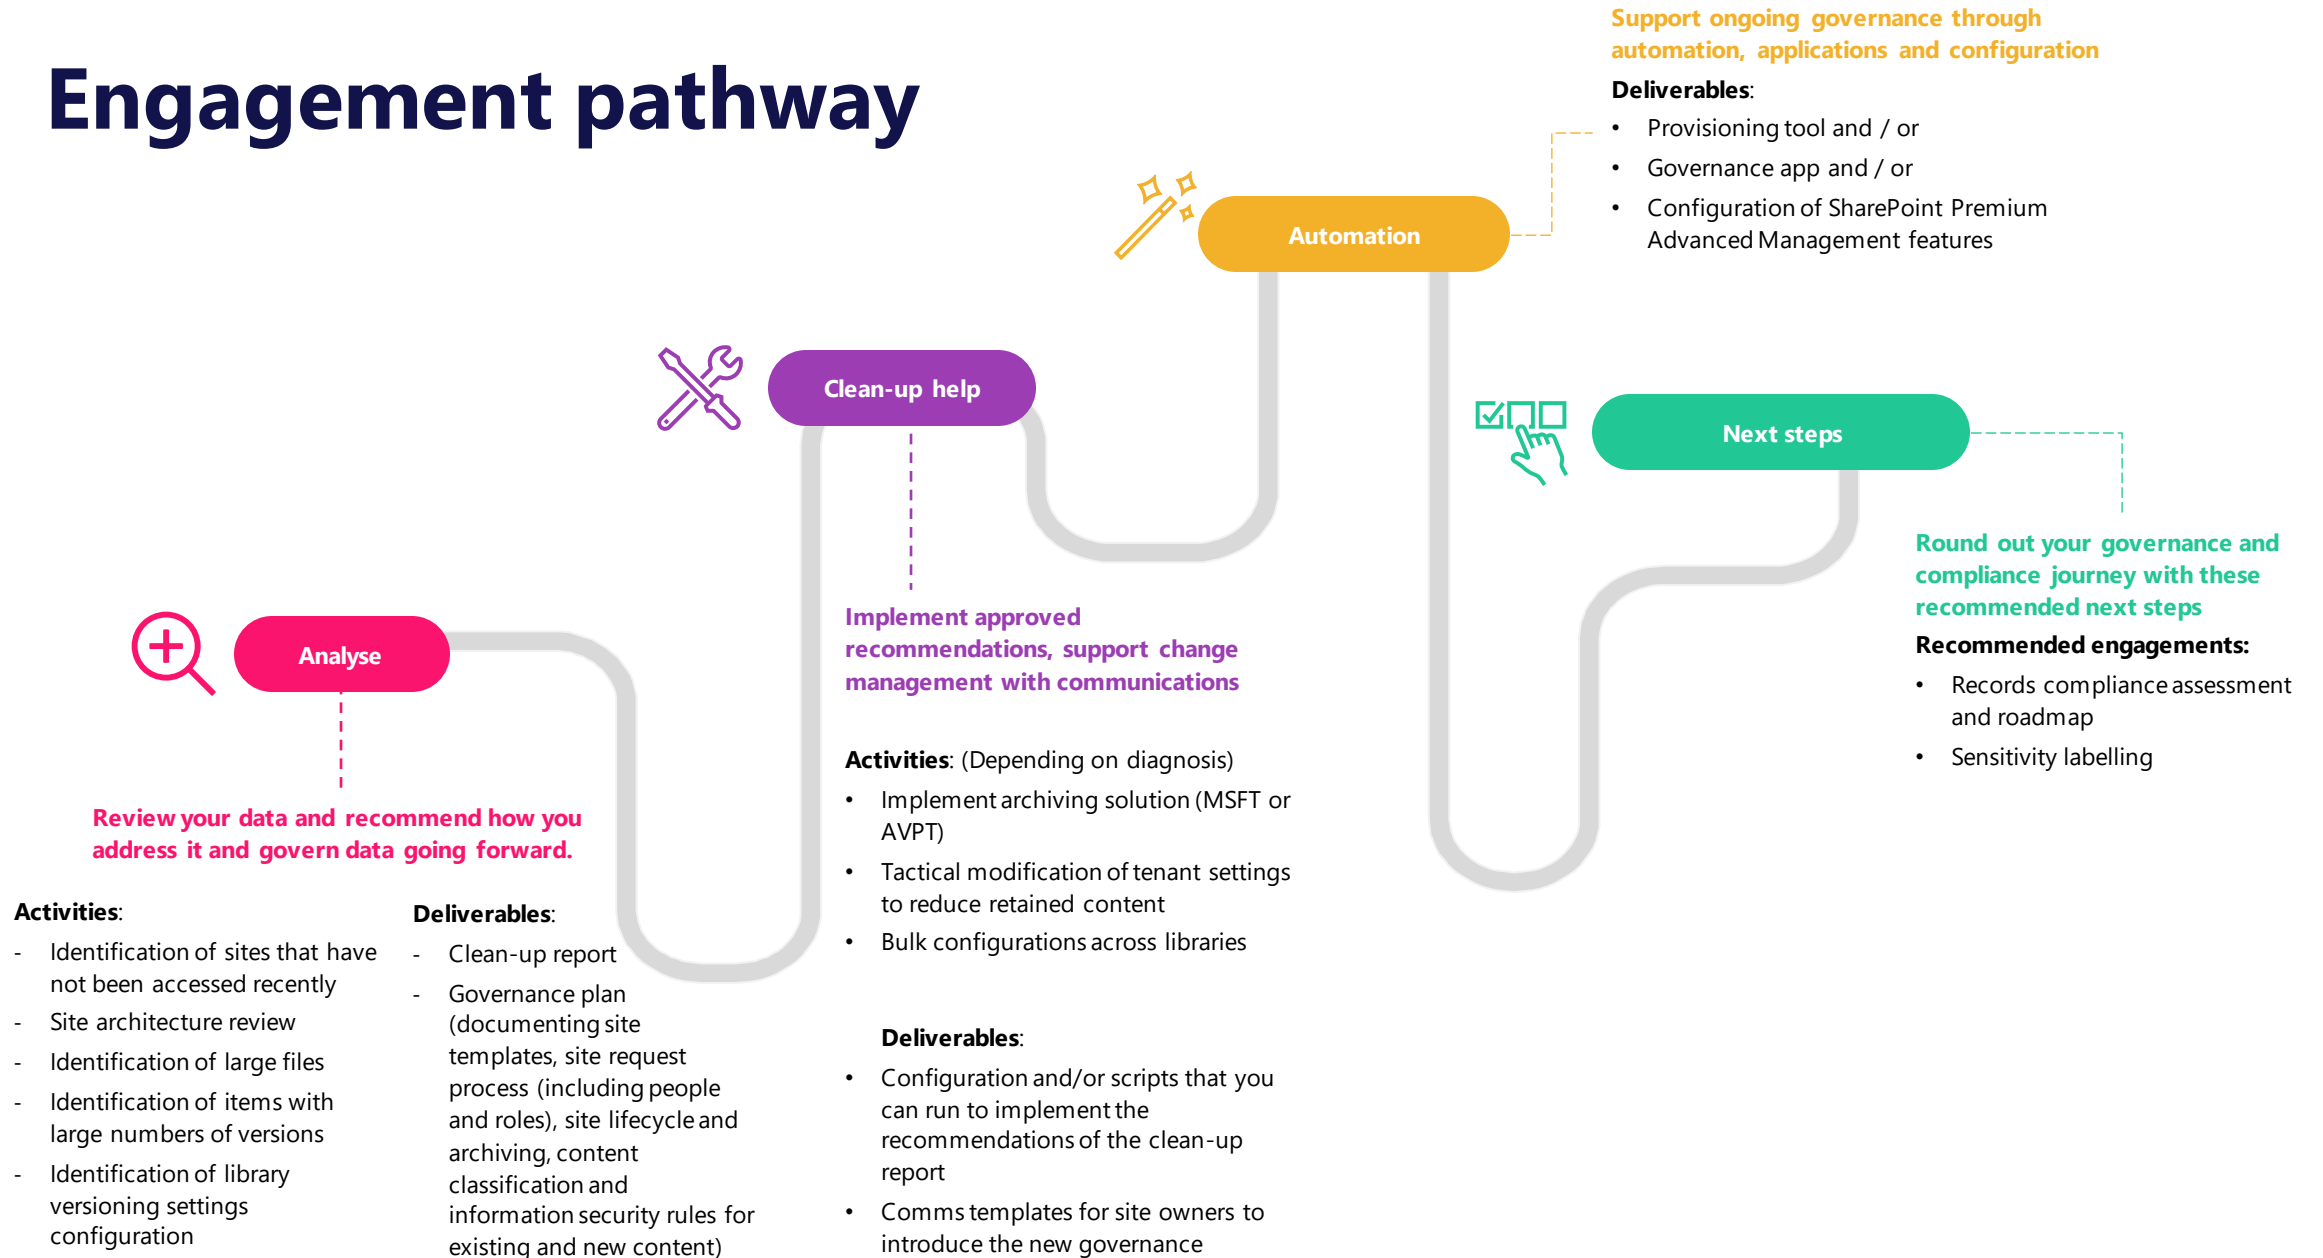 Engagement pathway
Analyse
Review your data and recommend how you
address it and govern data going forward.
Activities:
- Identification of sites that have
not been accessed recently
- Site architecture review
- Identification of large files
- Identification of items with
large numbers of versions
- Identification of library
versioning settings
configuration
Deliverables:
- Clean-up report
- Governance plan
(documenting site
templates, site request
process (including people
and roles), site lifecycle and
archiving, content
classification and
information security rules for
existing and new content)
Clean-up help
Implement approved
recommendations, support change
management with communications
Activities: (Depending on diagnosis)
• Implement archiving solution (MSFT or
AVPT)
• Tactical modification of tenant settings
to reduce retained content
• Bulk configurations across libraries
Deliverables:
• Configuration and/or scripts that you
can run to implement the
recommendations of the clean-up
report
• Comms templates for site owners to
introduce the new governance
Automation
Support ongoing governance through
automation, applications and configuration
Deliverables:
• Provisioning tool and / or
• Governance app and / or
• Configuration of SharePoint Premium
Advanced Management features
Next steps
Round out your governance and
compliance journey with these
recommended next steps
Recommended engagements:
• Records compliance assessment
and roadmap
• Sensitivity labelling